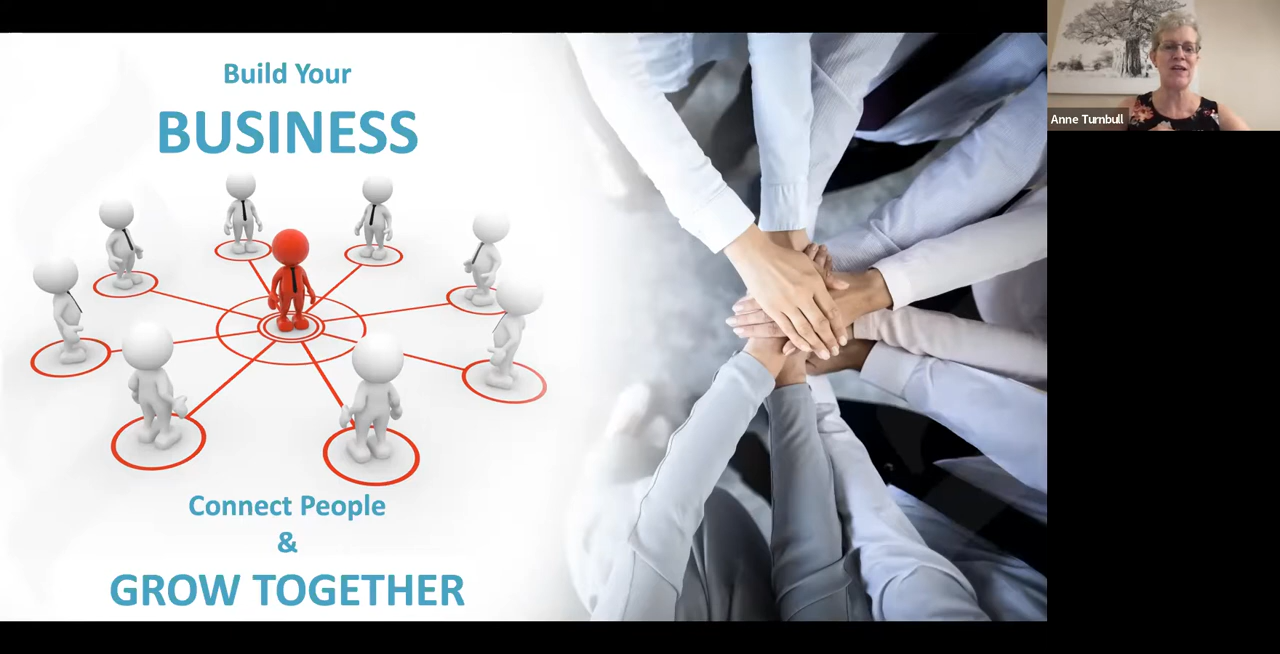 Build Your
BUSINESS
Connect People
&
GROW TOGETHER
Anne Turnbull